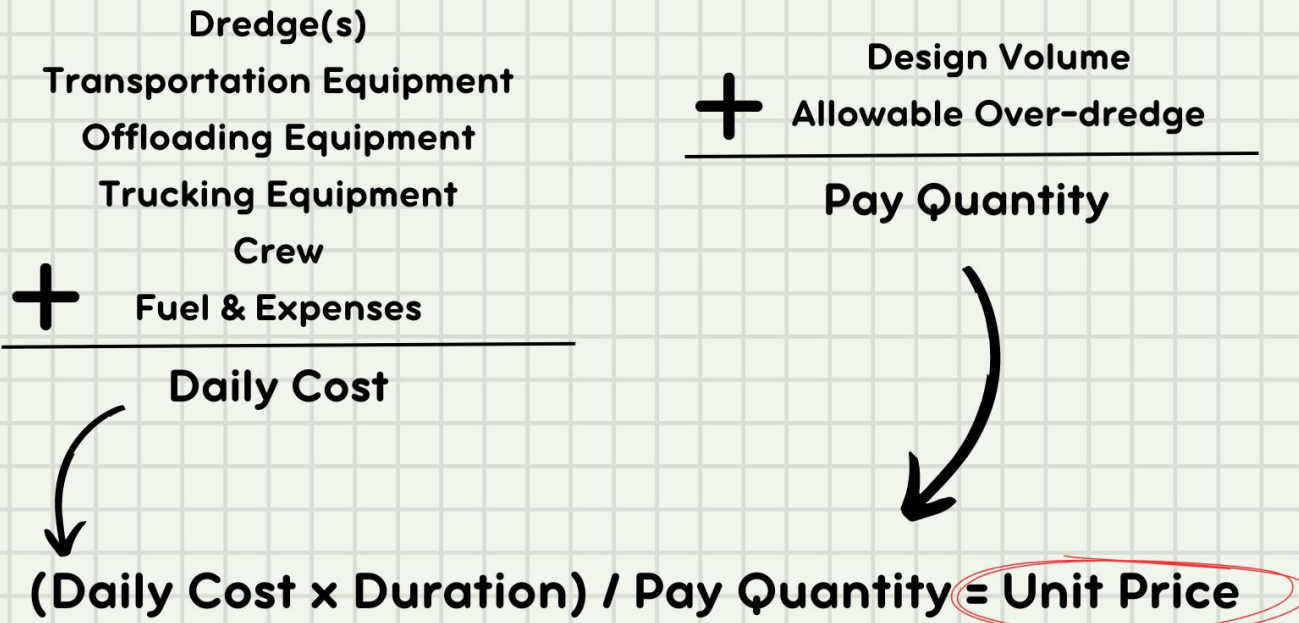 Dredge(s)
Transportation Equipment
Offloading Equipment
Trucking Equipment
Crew
+ Fuel & Expenses
Daily Cost
Design Volume
+ Allowable Over-dredge
Pay Quantity
(Daily Cost x Duration) / Pay Quantity = Unit Price